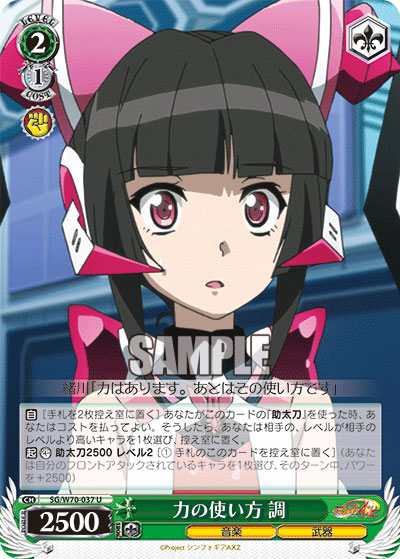 LEVEL
2
1
COST
SAMPLE
緒川「力はあります。あとはその使い方です」
自 [手札を2枚控え室に置く] あなたがこのカードの『助太刀』を使った時、あな
たはコストを払ってよい。そうしたら、あなたは相手の、レベルが相手の
レベルより高いキャラを1枚選び、控え室に置く。
起 助太刀2500 レベル2 [① 手札のこのカードを控え室に置く] (あなたは
自分のフロントアタックされているキャラを1枚選び、そのターン中、パワー
を+2500)
CH SG/W70-037 U
2500
力の使い方 調
音楽 武器
©Project シンフォギアAXZ